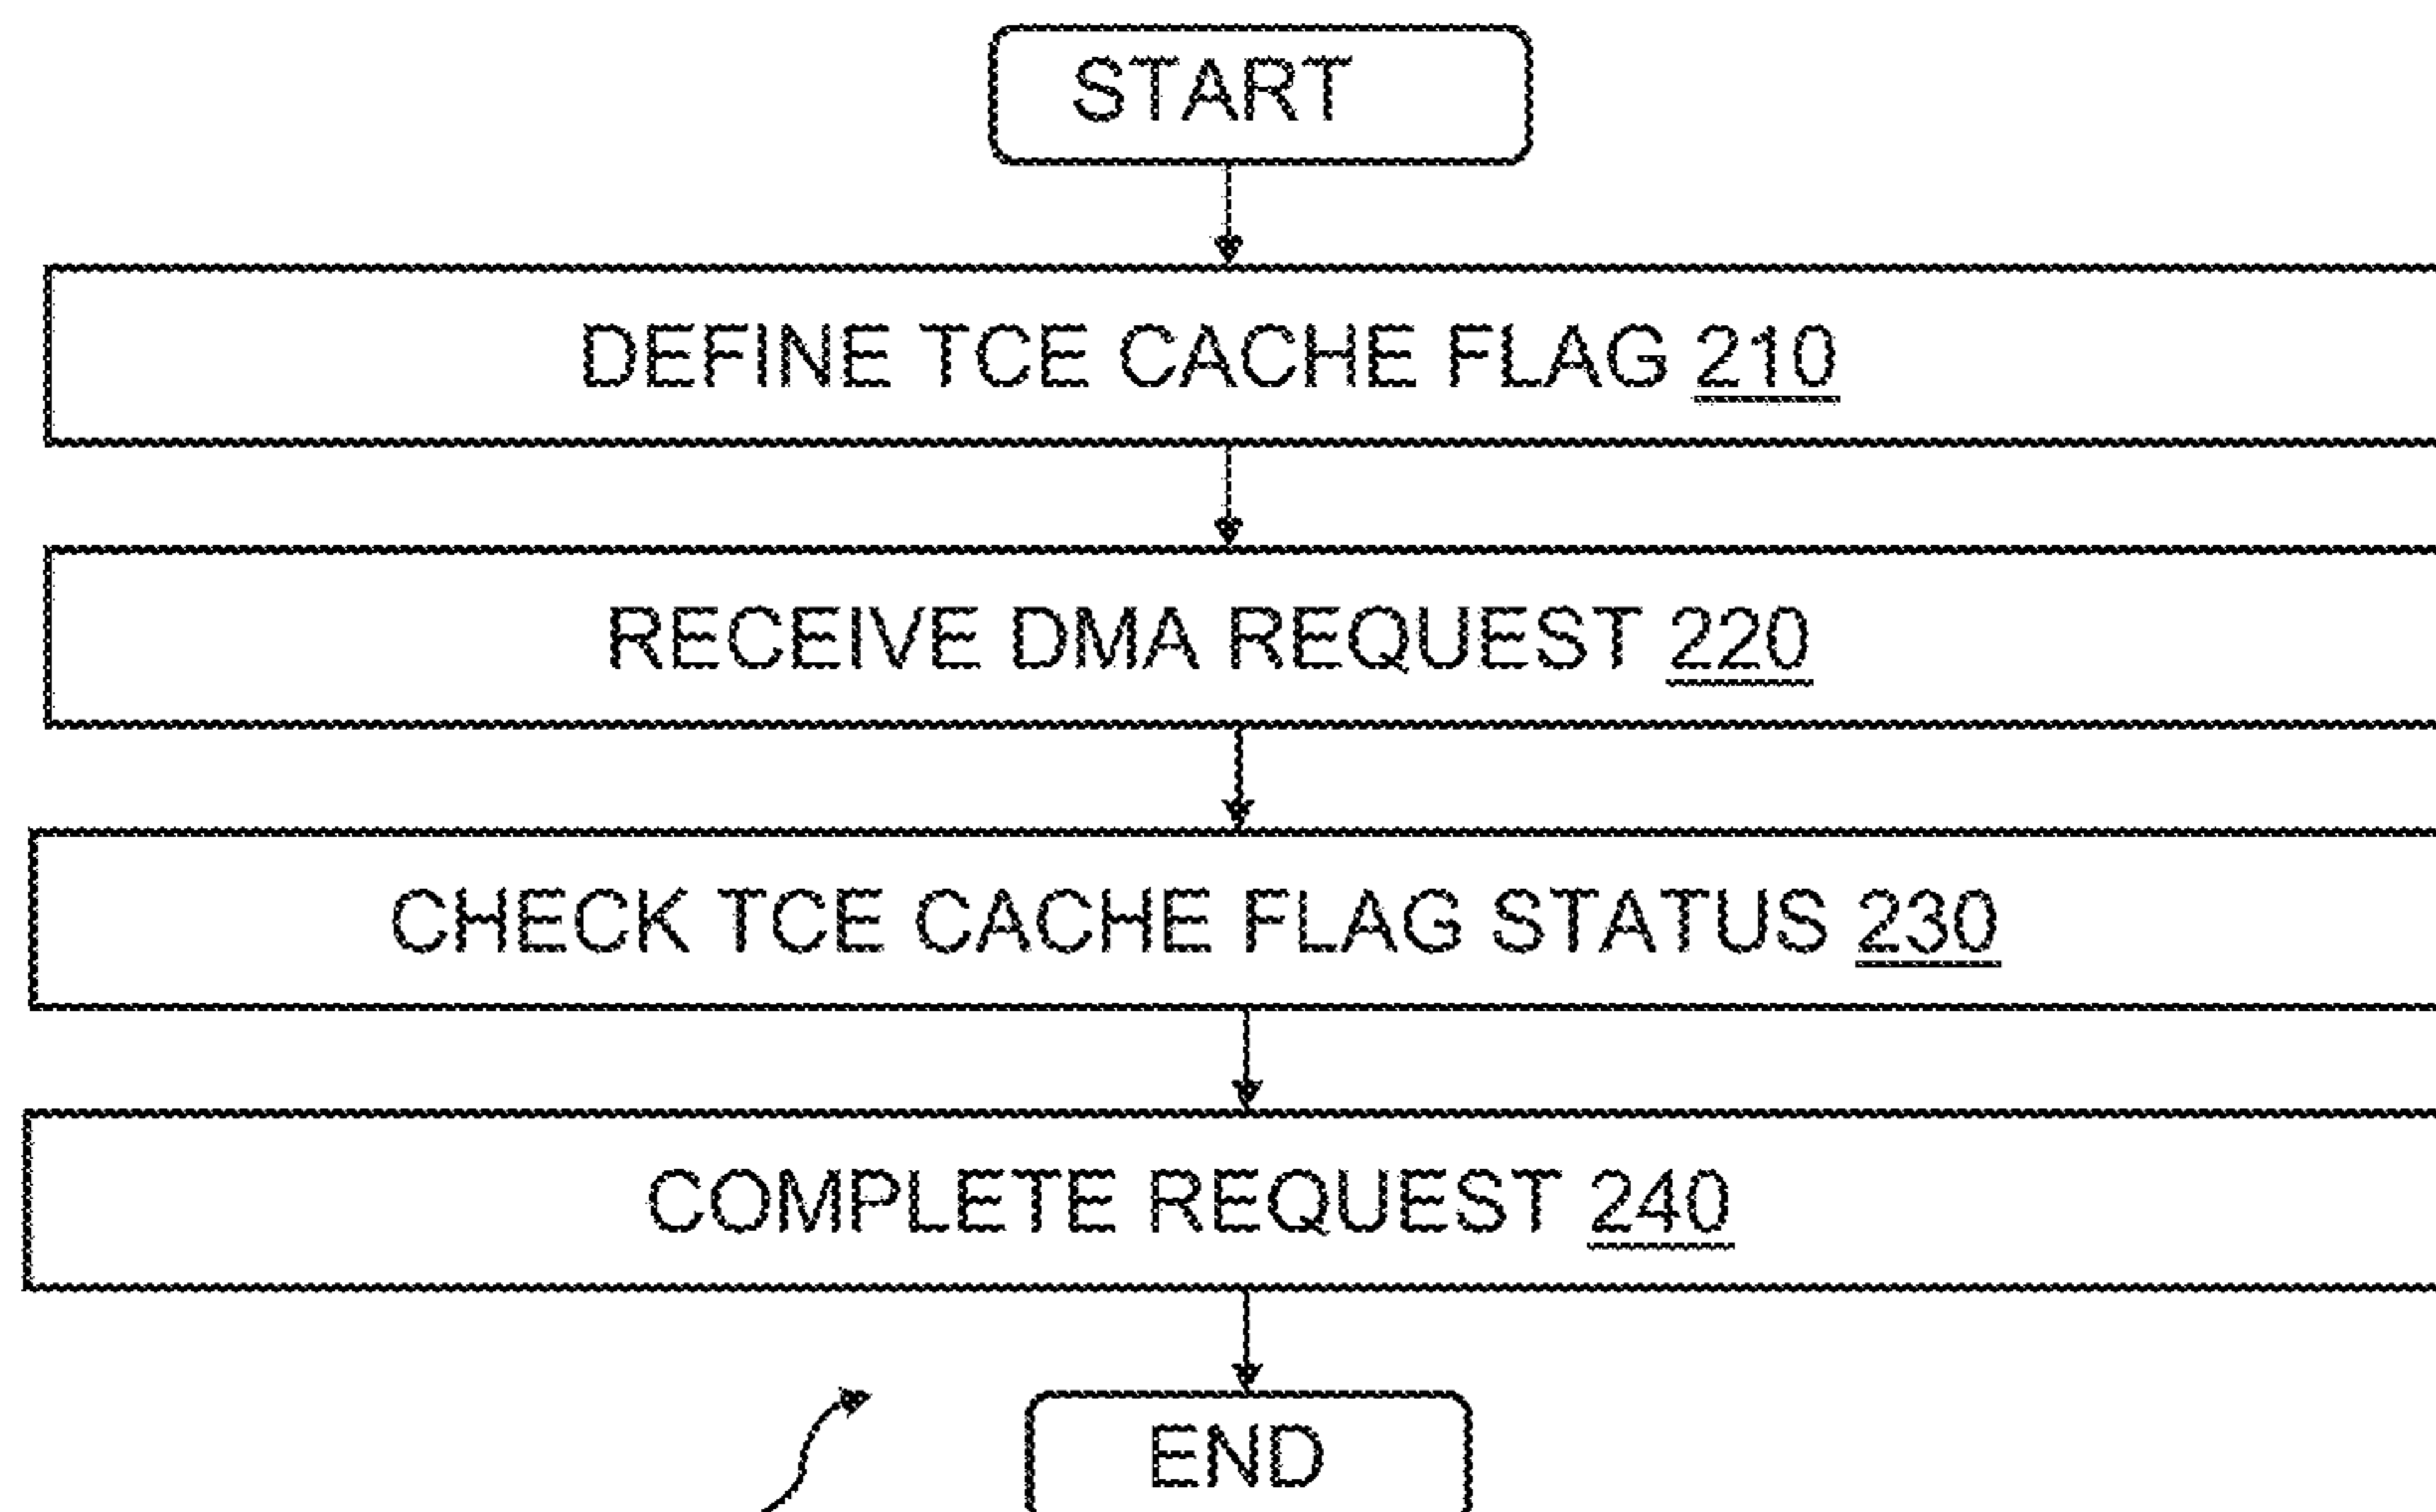 START
DEFINE TCE CACHE FLAG 210
RECEIVE DMA REQUEST 220
CHECK TCE CACHE FLAG STATUS 230
COMPLETE REQUEST 240
END